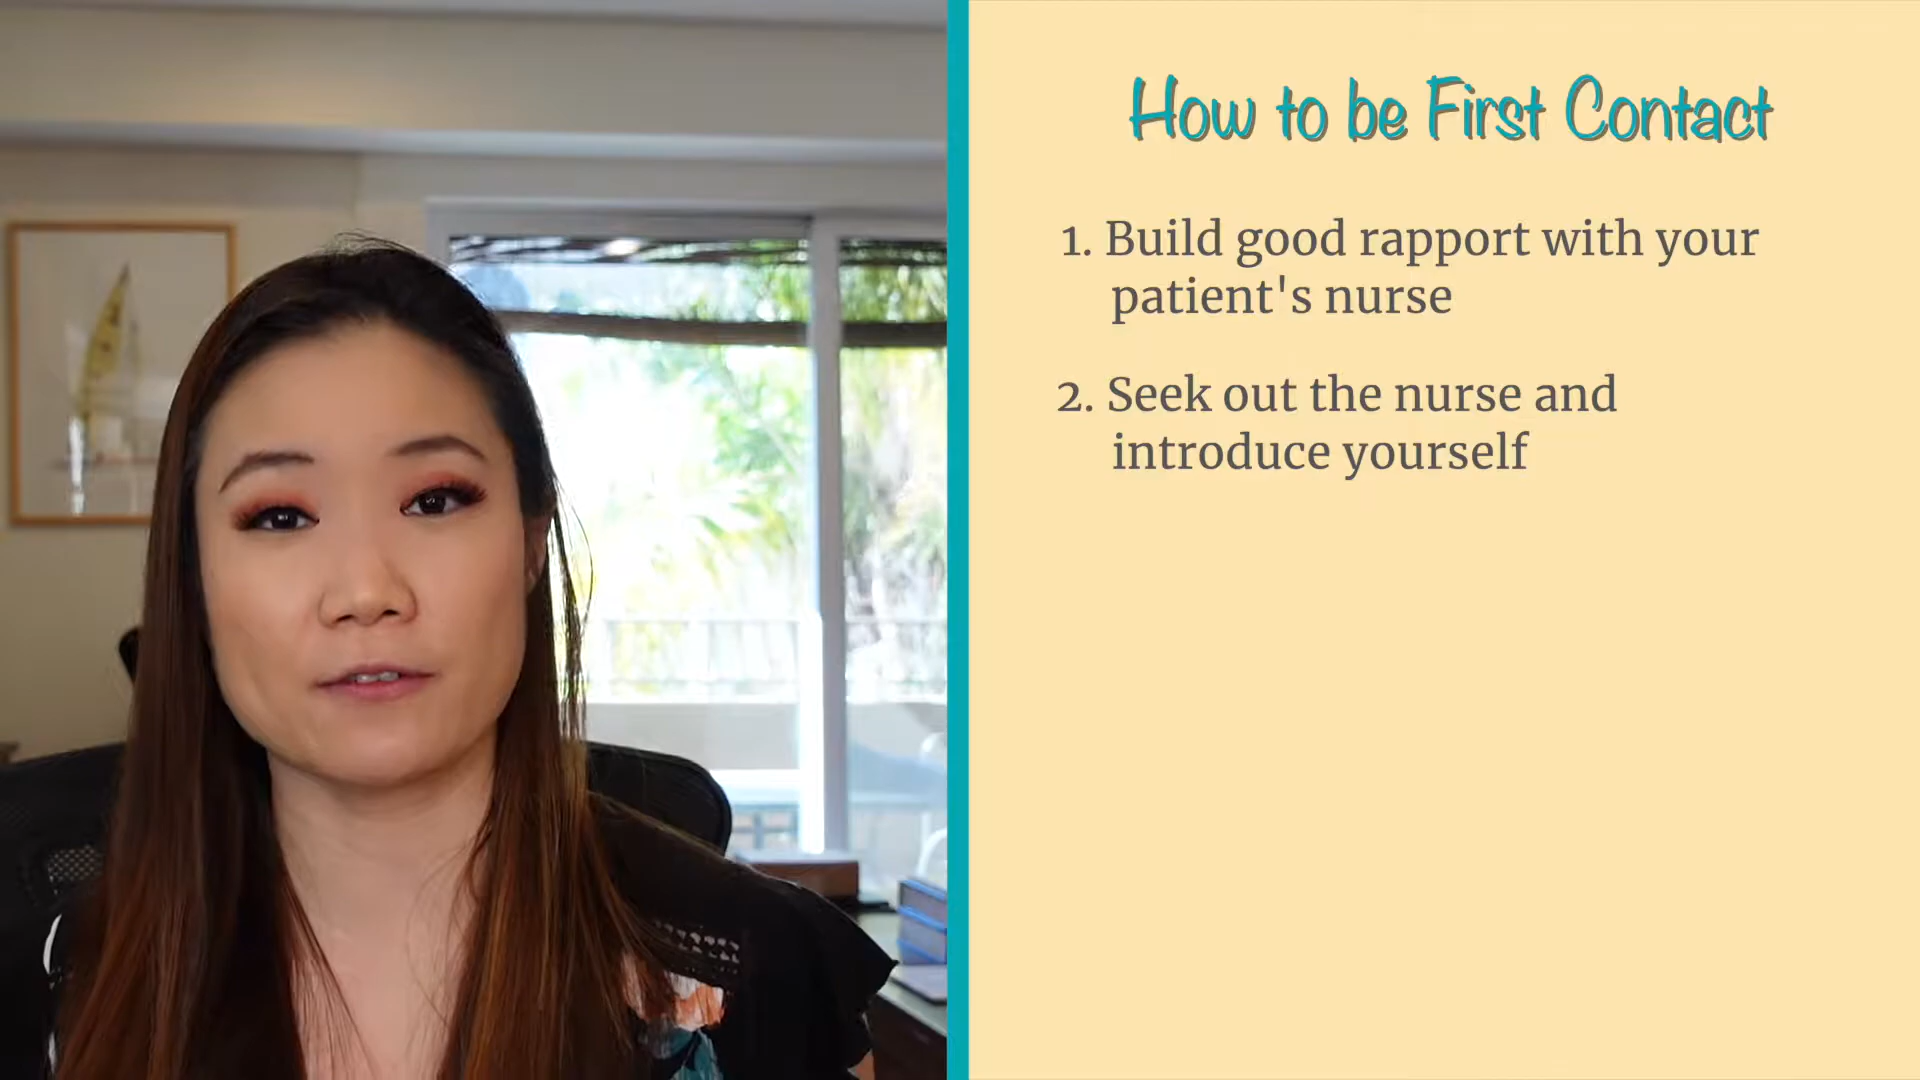 How to be First Contact
1. Build good rapport with your
patient's nurse
2. Seek out the nurse and
introduce yourself